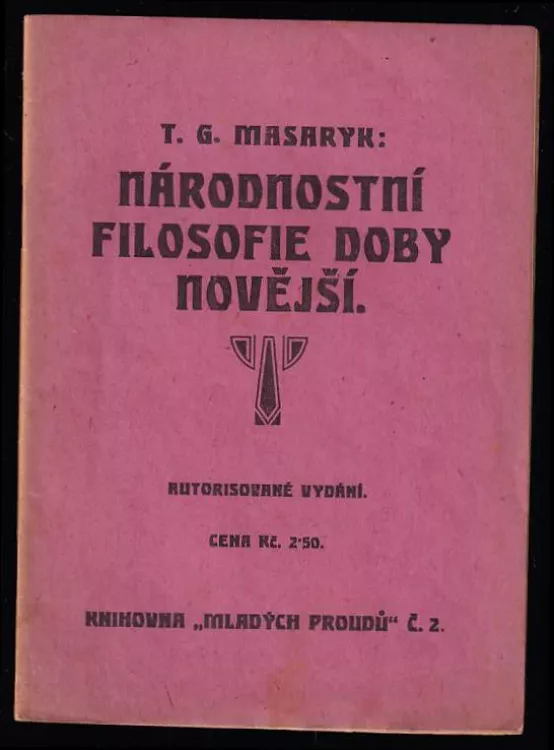 T. G. MASARYK:
NÁRODNOSTNÍ
FILOSOFIE DOBY
NOVĚJŠÍ.
AUTORISOVANÉ VYDÁNÍ.
CENA Kč. 2·50.
KNIHOVNA „MLADÝCH PROUDŮ“ Č. 2.